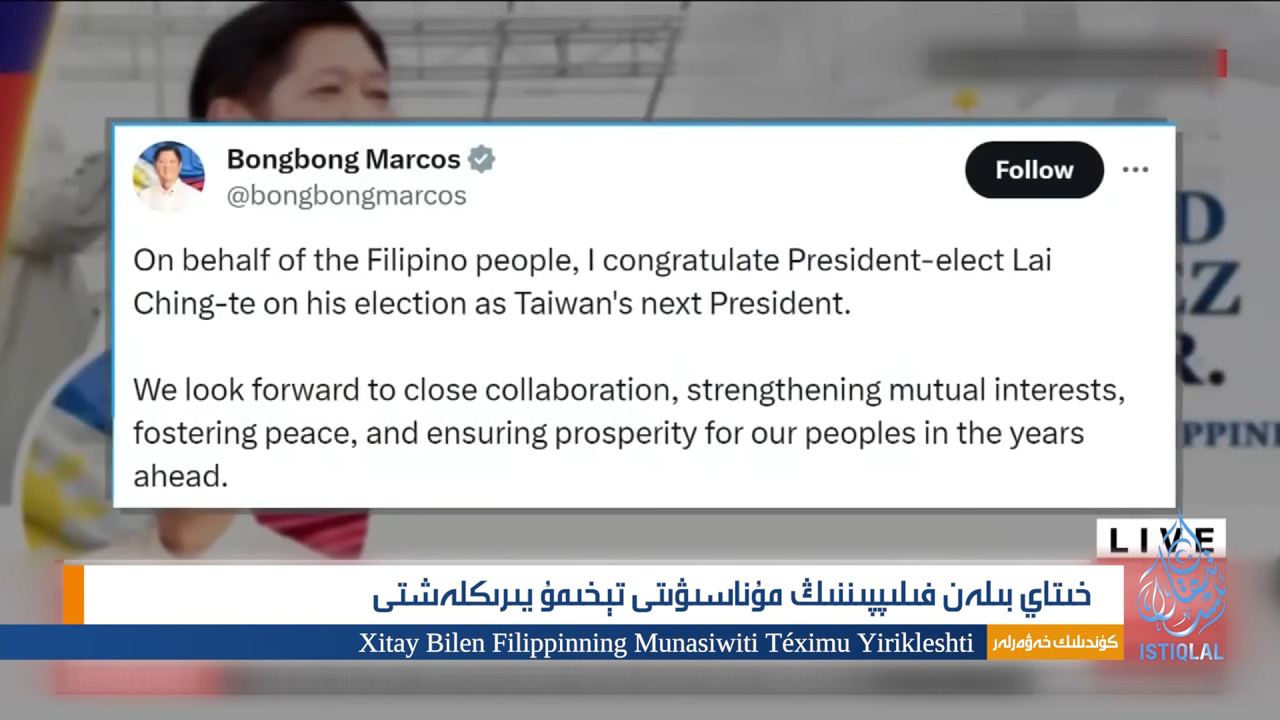 Bongbong Marcos
@bongbongmarcos
Follow
On behalf of the Filipino people, I congratulate President-elect Lai
Ching-te on his election as Taiwan's next President.
We look forward to close collaboration, strengthening mutual interests,
fostering peace, and ensuring prosperity for our peoples in the years
ahead.
D
EZ
R.
PPINE
LIVE
خىتاي بىلەن فىلىپپىننىڭ مۇناسىۋىتى تېخىمۇ يىرىكلەشتى
Xitay Bilen Filippinning Munasiwiti Téximu Yirikleshti
كۈندىلىك خەۋەرلەر
ISTIQLAL